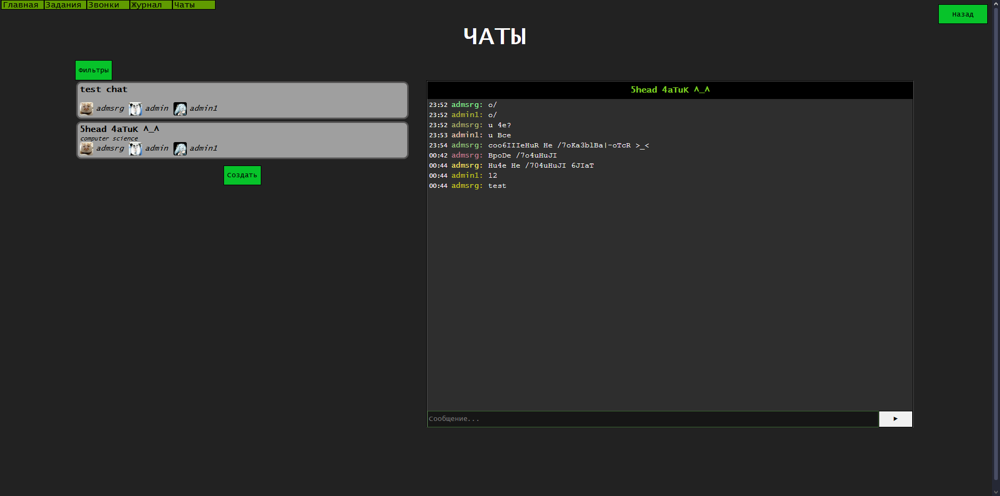 Главная Задания Звонки Журнал Чаты
Назад
ЧАТЫ
Фильтры
test chat
admsrg admin admin1
5head 4aTuK ^_^
computer science
admsrg admin admin1
Создать
5head 4aTuK ^_^
23:52 admsrg: o/
23:52 admin1: o/
23:52 admsrg: u 4e?
23:53 admin1: u Bce
23:54 admsrg: coo6IIIeHuR He /7oKa3blBa|-oTcR >_<
00:42 admsrg: BpoDe /7o4uHuJI
00:44 admsrg: Hu4e He /704uHuJI 6JIaT
00:44 admin1: 12
00:44 admsrg: test
Сообщение...